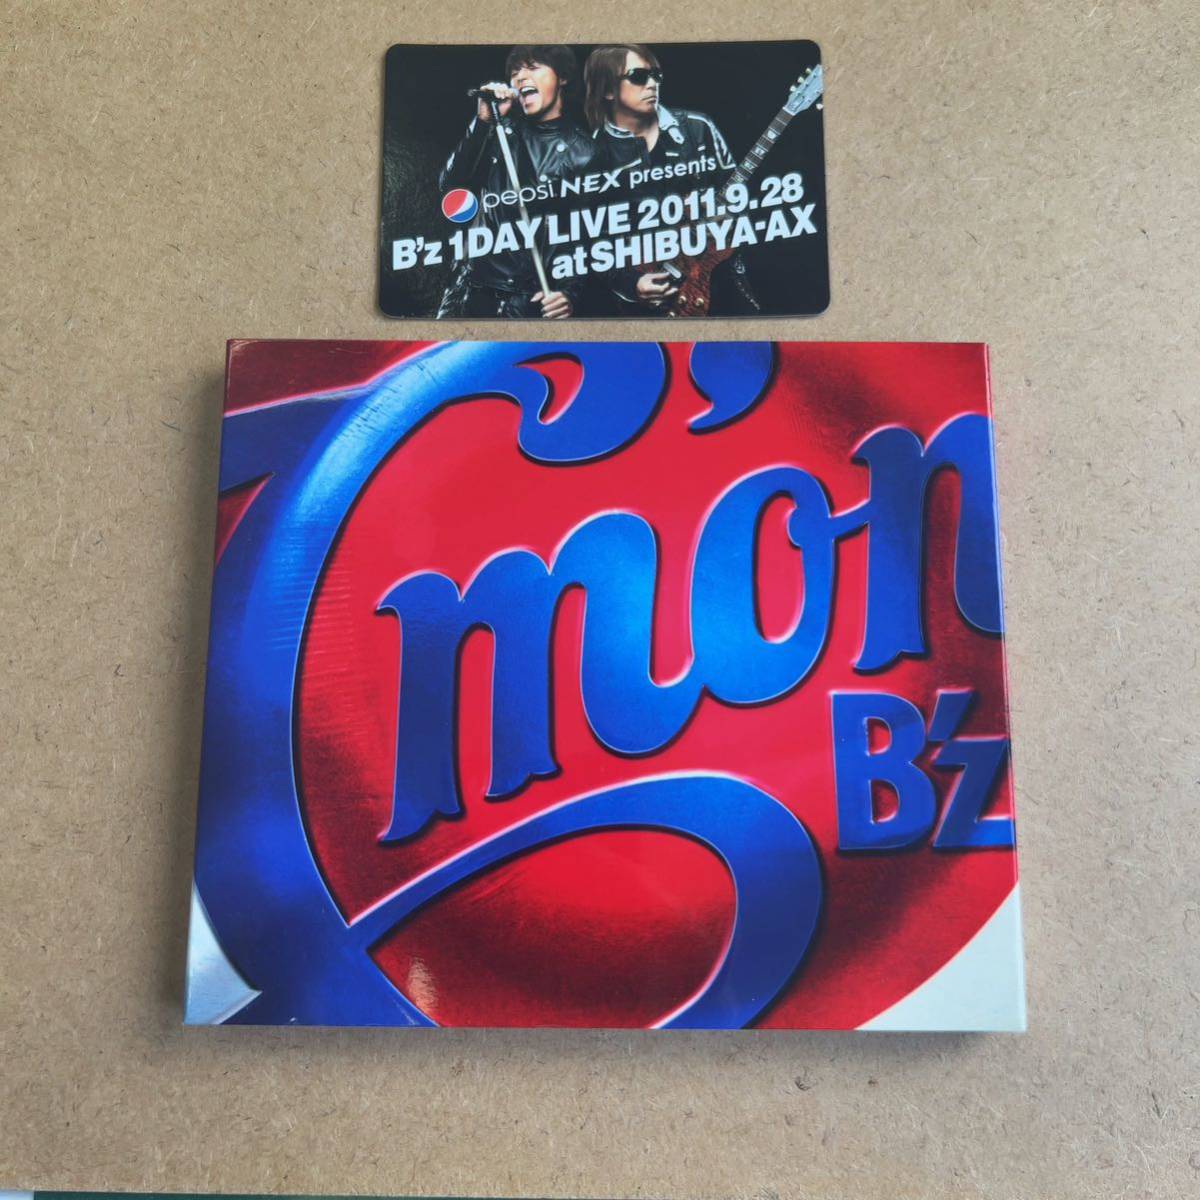 pepsi NEX presents
B'z 1DAY LIVE 2011.9.28
at SHIBUYA-AX
C'mon
B'z